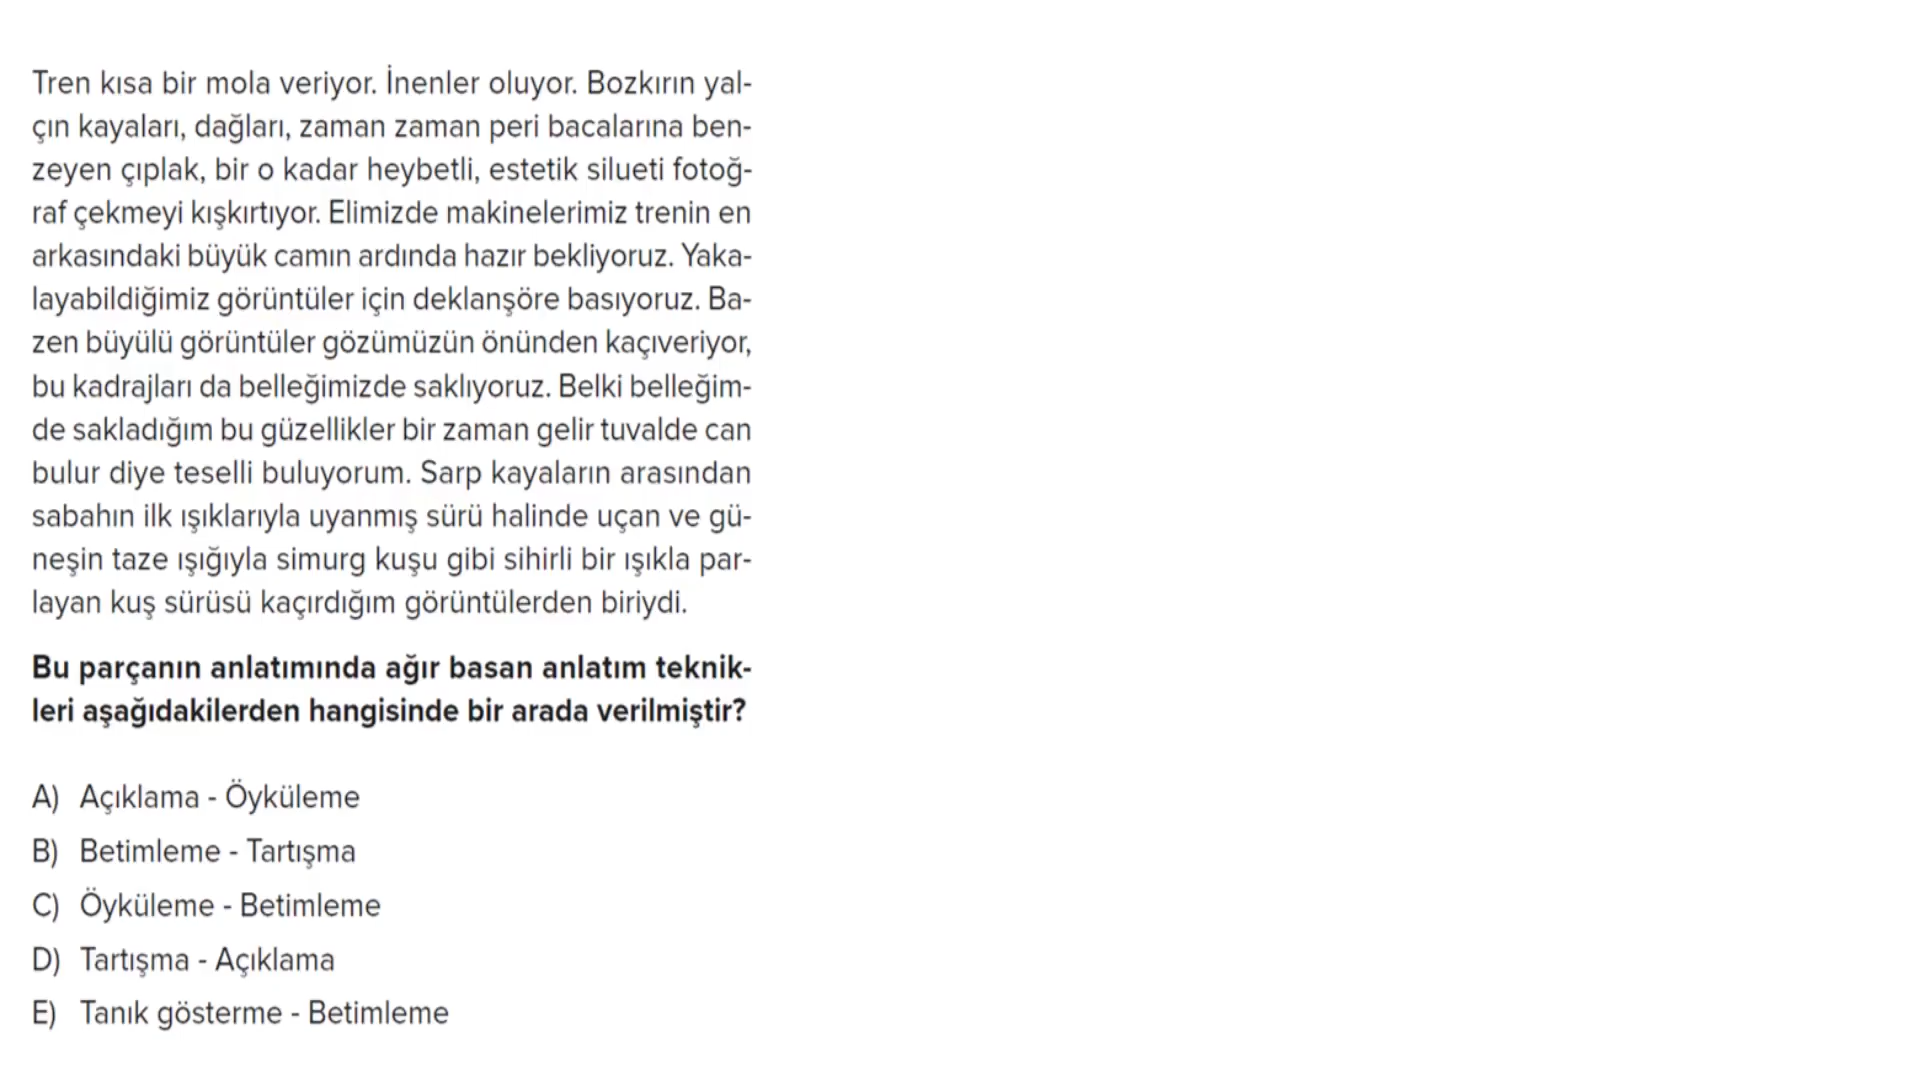 Tren kısa bir mola veriyor. İnenler oluyor. Bozkırın yal-
çın kayaları, dağları, zaman zaman peri bacalarına ben-
zeyen çıplak, bir o kadar heybetli, estetik silueti fotoğ-
raf çekmeyi kışkırtıyor. Elimizde makinelerimiz trenin en
arkasındaki büyük camın ardında hazır bekliyoruz. Yaka-
layabildiğimiz görüntüler için deklanşöre basıyoruz. Ba-
zen büyülü görüntüler gözümüzün önünden kaçıveriyor,
bu kadrajları da belleğimizde saklıyoruz. Belki belleğim-
de sakladığım bu güzellikler bir zaman gelir tuvalde can
bulur diye teselli buluyorum. Sarp kayaların arasından
sabahın ilk ışıklarıyla uyanmış sürü halinde uçan ve gü-
neşin taze ışığıyla simurg kuşu gibi sihirli bir ışıkla par-
layan kuş sürüsü kaçırdığım görüntülerden biriydi.
Bu parçanın anlatımında ağır basan anlatım teknik-
leri aşağıdakilerden hangisinde bir arada verilmiştir?
A) Açıklama - Öyküleme
B) Betimleme - Tartışma
C) Öyküleme - Betimleme
D) Tartışma - Açıklama
E) Tanık gösterme - Betimleme